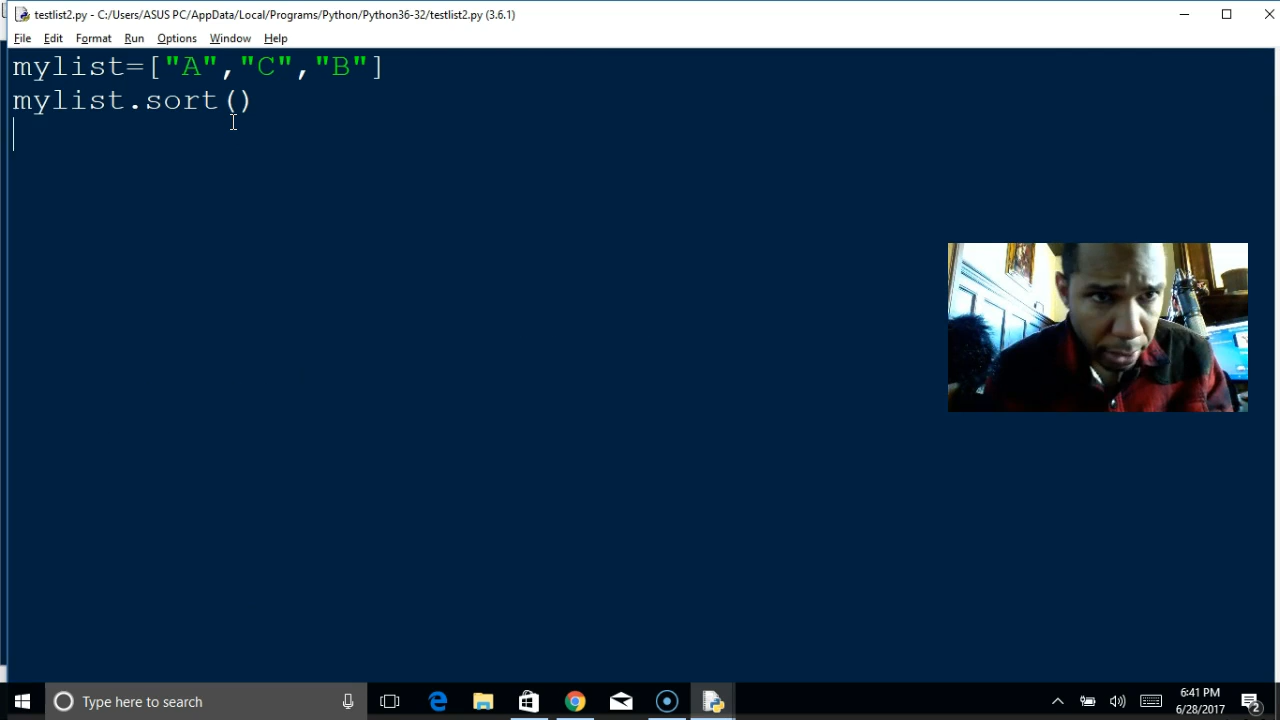 testlist2.py - C:/Users/ASUS PC/AppData/Local/Programs/Python/Python36-32/testlist2.py (3.6.1)
File Edit Format Run Options Window Help
mylist=["A","C","B"]
mylist.sort()
Type here to search
6:41 PM
6/28/2017
2